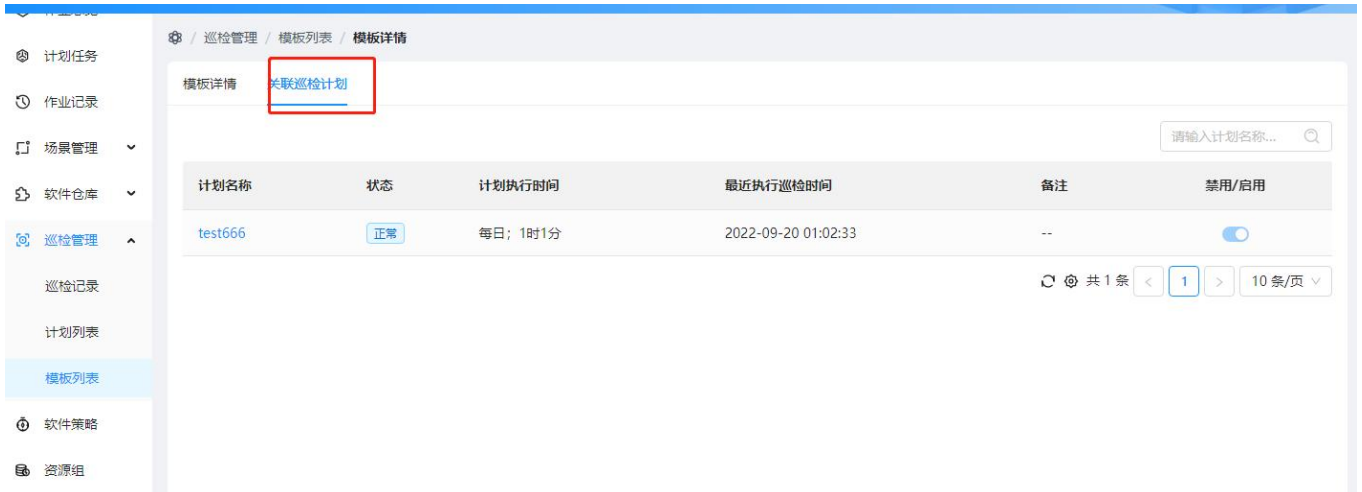 / 巡检管理 / 模板列表 / 模板详情
计划任务
作业记录
场景管理
软件仓库
巡检管理
巡检记录
计划列表
模板列表
软件策略
资源组
模板详情 关联巡检计划
请输入计划名称...
计划名称 状态 计划执行时间 最近执行巡检时间 备注 禁用/启用
test666 正常 每日；1时1分 2022-09-20 01:02:33 --
共 1 条 < 1 > 10 条/页